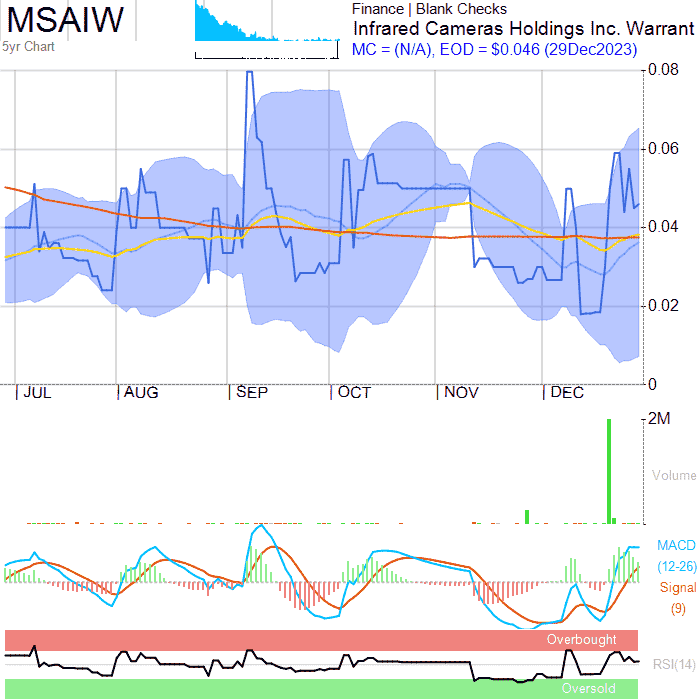 MSAIW
5yr Chart
Finance | Blank Checks
Infrared Cameras Holdings Inc. Warrant
MC = (N/A), EOD = $0.046 (29Dec2023)
0.08
0.06
0.04
0.02
0
JUL AUG SEP OCT NOV DEC
2M
Volume
MACD
(12-26)
Signal
(9)
Overbought
RSI(14)
Oversold